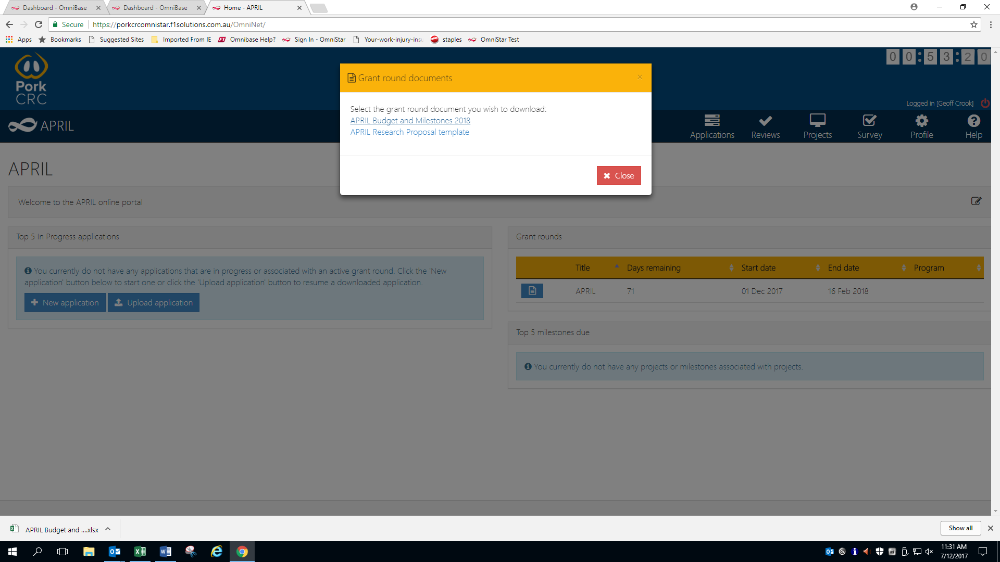 Dashboard - OmniBase
Dashboard - OmniBase
Home - APRIL
Secure
https://porkcrcomnistar.f1solutions.com.au/OmniNet/
Apps
Bookmarks
Suggested Sites
Imported From IE
Omnibase Help?
Sign In - OmniStar
Your-work-injury-insu
staples
OmniStar Test
Pork
CRC
00:53:20
Logged in [Geoff Crook]
APRIL
Applications
Reviews
Projects
Survey
Profile
Help
Grant round documents
×
Select the grant round document you wish to download:
APRIL Budget and Milestones 2018
APRIL Research Proposal template
Close
APRIL
Welcome to the APRIL online portal
Top 5 In Progress applications
You currently do not have any applications that are in progress or associated with an active grant round. Click the 'New
application' button below to start one or click the 'Upload application' button to resume a downloaded application.
New application
Upload application
Grant rounds
Title Days remaining Start date End date Program
APRIL 71 01 Dec 2017 16 Feb 2018
Top 5 milestones due
You currently do not have any projects or milestones associated with projects.
APRIL Budget and ....xlsx
Show all
11:31 AM
7/12/2017